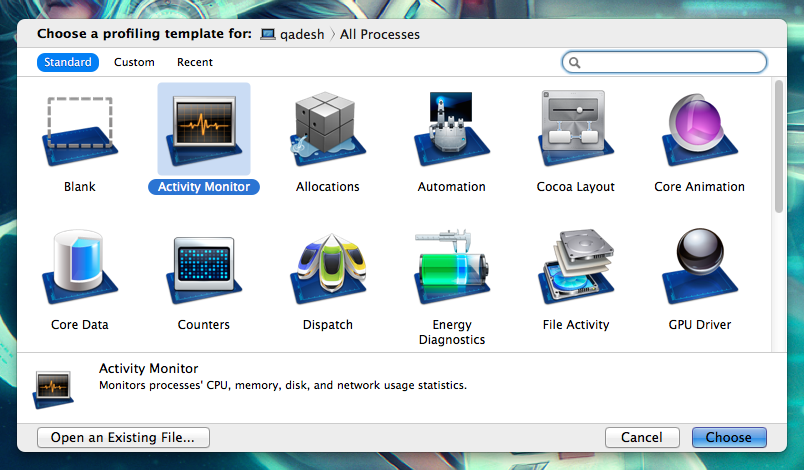 Choose a profiling template for: qadesh 〉All Processes
Standard Custom Recent
Blank Activity Monitor Allocations Automation Cocoa Layout Core Animation
Core Data Counters Dispatch Energy Diagnostics File Activity GPU Driver
Activity Monitor
Monitors processes' CPU, memory, disk, and network usage statistics.
Open an Existing File... Cancel Choose